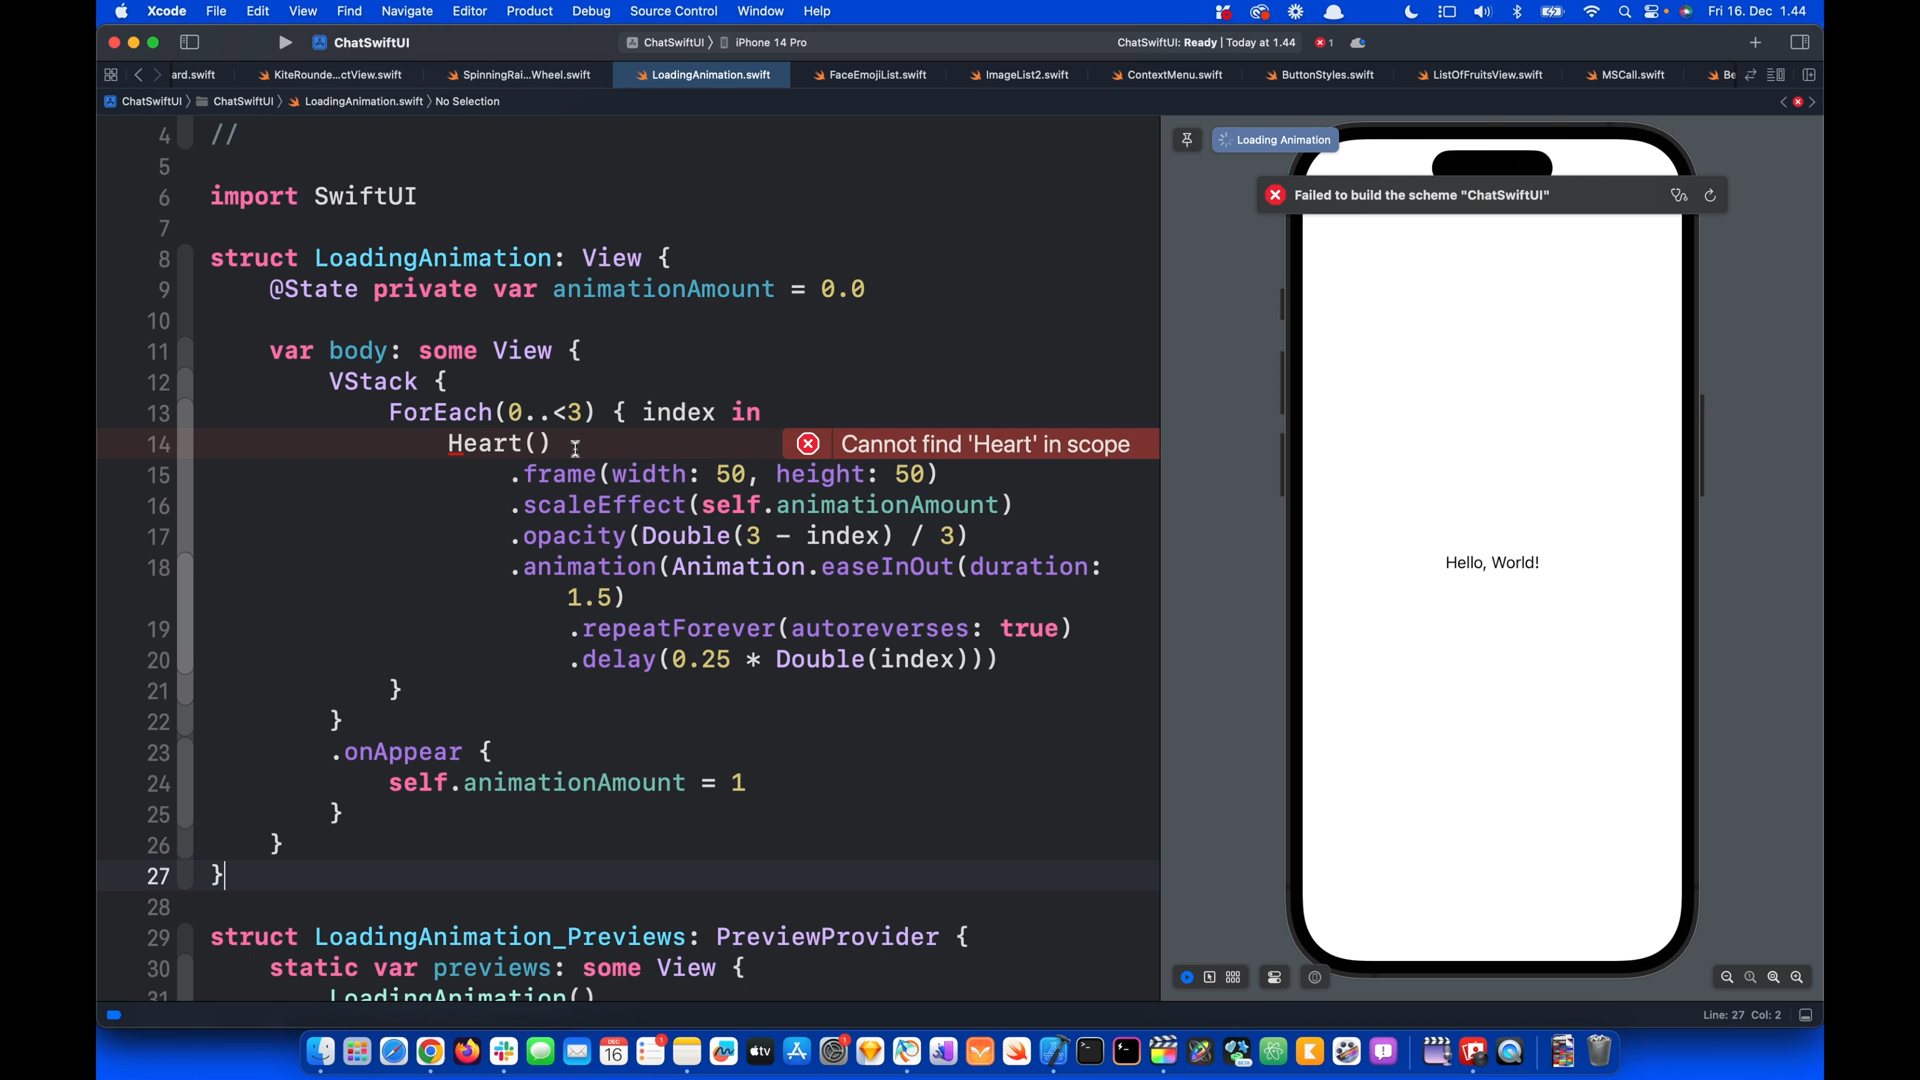 Xcode File Edit View Find Navigate Editor Product Debug Source Control Window Help Fri 16. Dec 1.44
ChatSwiftUI ChatSwiftUI 〉 iPhone 14 Pro ChatSwiftUI: Ready | Today at 1.44 1
ard.swift KiteRounde...ctView.swift SpinningRai...Wheel.swift LoadingAnimation.swift FaceEmojiList.swift ImageList2.swift ContextMenu.swift ButtonStyles.swift ListOfFruitsView.swift MSCall.swift Be
ChatSwiftUI 〉 ChatSwiftUI 〉 LoadingAnimation.swift 〉 No Selection
4 //
5
6 import SwiftUI
7
8 struct LoadingAnimation: View {
9 @State private var animationAmount = 0.0
10
11 var body: some View {
12 VStack {
13 ForEach(0..<3) { index in
14 Heart() Cannot find 'Heart' in scope
15 .frame(width: 50, height: 50)
16 .scaleEffect(self.animationAmount)
17 .opacity(Double(3 - index) / 3)
18 .animation(Animation.easeInOut(duration:
1.5)
19 .repeatForever(autoreverses: true)
20 .delay(0.25 * Double(index)))
21 }
22 }
23 .onAppear {
24 self.animationAmount = 1
25 }
26 }
27 }
28
29 struct LoadingAnimation_Previews: PreviewProvider {
30 static var previews: some View {
31 LoadingAnimation()
Loading Animation
Failed to build the scheme "ChatSwiftUI"
Hello, World!
Line: 27 Col: 2
DEC
16
1
tv
1